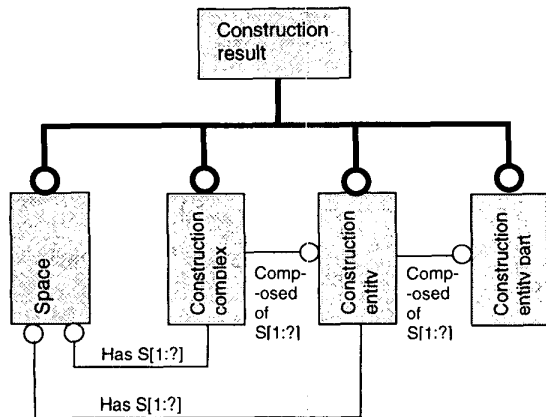 Construction
result
Space
Construction
complex
Comp-
-osed
of
S[1:?]
Construction
entity
Comp-
-osed
of
S[1:?]
Construction
entity part
Has S[1:?]
Has S[1:?]